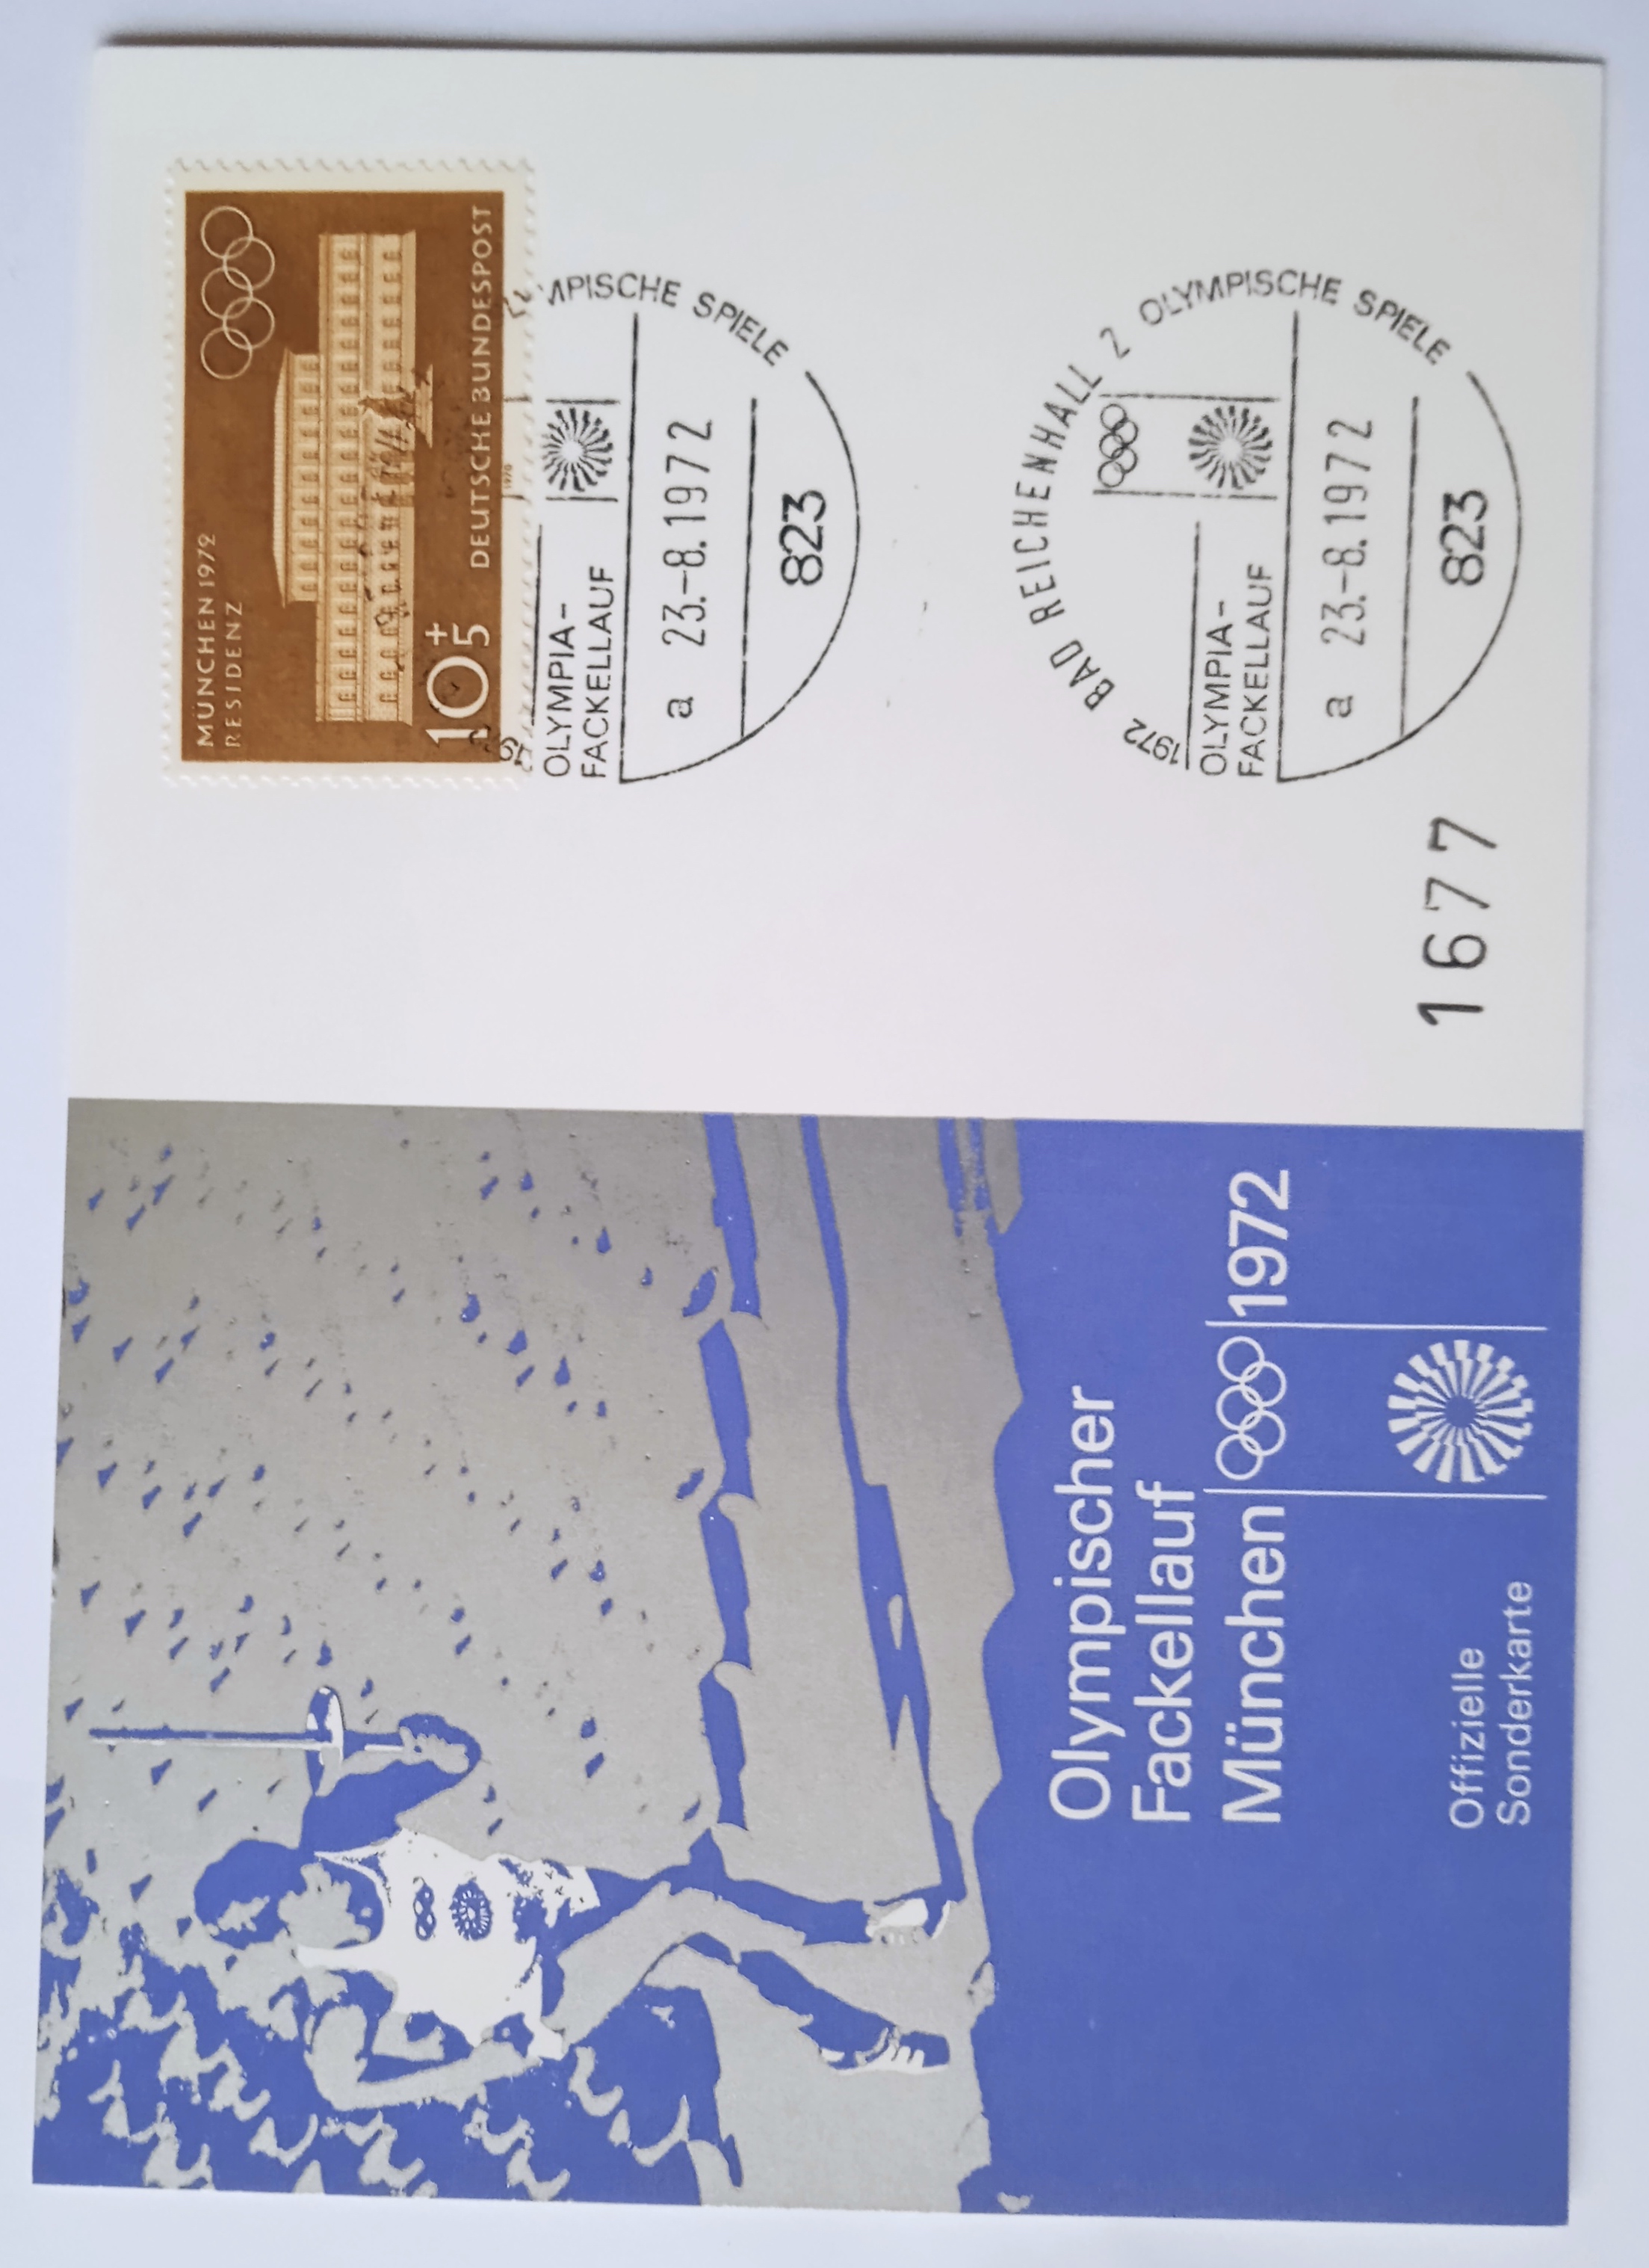 Olympischer
Fackellauf
München 1972
Offizielle
Sonderkarte
MÜNCHEN 1972
RESIDENZ
10+5 DEUTSCHE BUNDESPOST
1970
MPISCHE SPIELE
19
OLYMPIA-
FACKELLAUF
a 23.-8.1972
823
1972 BAD REICHENHALL 2 OLYMPISCHE SPIELE
OLYMPIA-
FACKELLAUF
a 23.-8.1972
823
1677